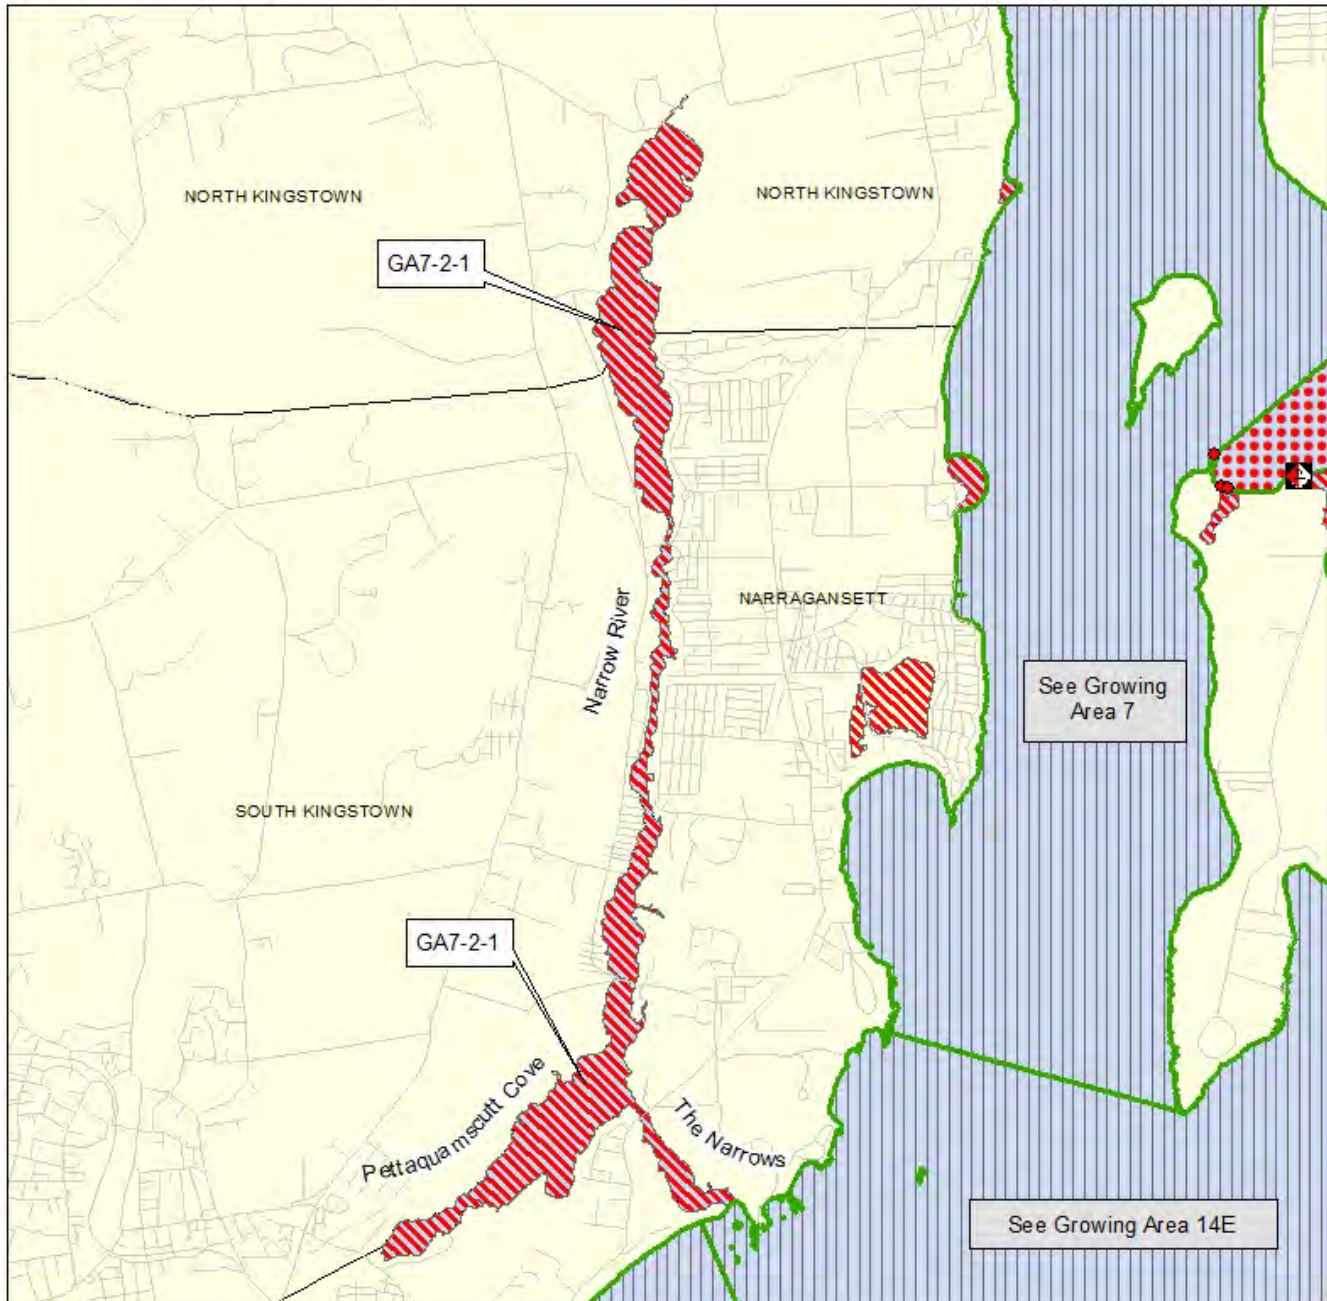 NORTH KINGSTOWN
NORTH KINGSTOWN
GA7-2-1
Narrow River
NARRAGANSETT
See Growing
Area 7
SOUTH KINGSTOWN
GA7-2-1
Pettaquamscutt Cove
The Narrows
See Growing Area 14E